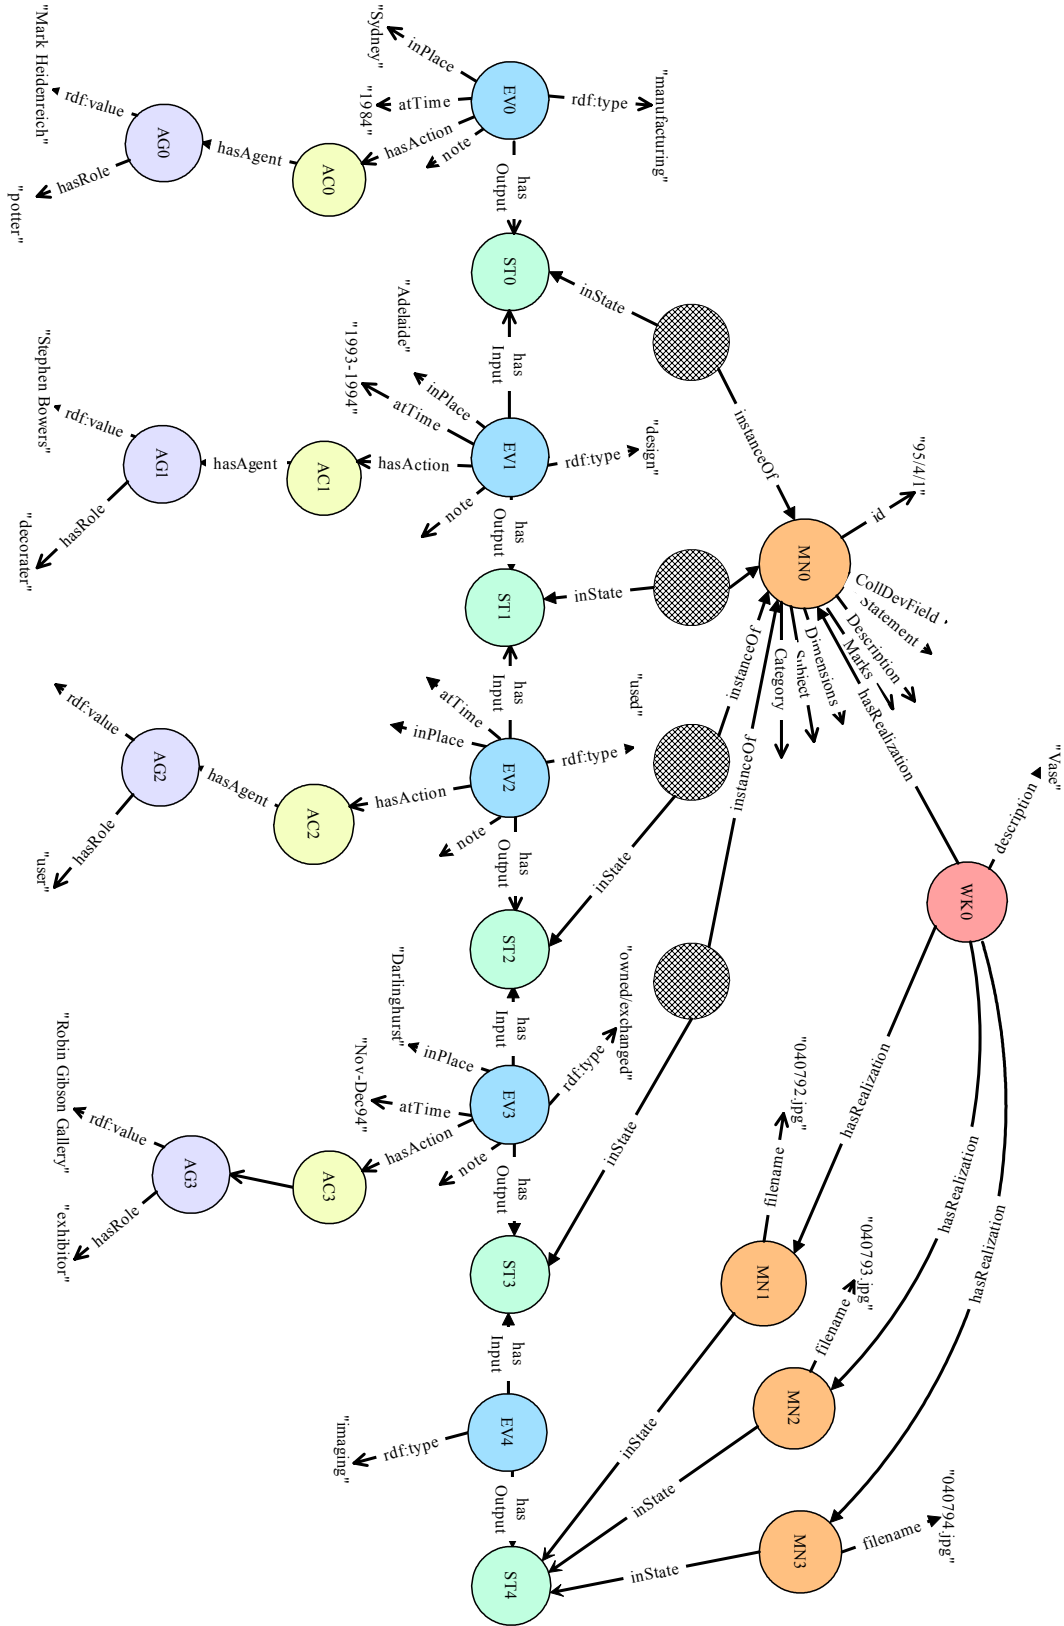 "Mark Heidenreich"
rdf:value
AG0
hasRole
"potter"
hasAgent
AC0
"Sydney"
inPlace
"1984"
atTime
hasAction
note
EV0
rdf:type
"manufacturing"
has
Output
ST0
inState
instanceOf
has
Input
"Stephen Bowers"
rdf:value
AG1
hasRole
"decorater"
hasAgent
AC1
"Adelaide"
inPlace
"1993-1994"
atTime
hasAction
note
EV1
rdf:type
"design"
has
Output
ST1
inState
"95/4/1"
id
MN0
CollDevField
Statement
Description
Marks
Dimensions
Subject
Category
hasRealization
instanceOf
instanceOf
has
Input
rdf:value
AG2
hasRole
"user"
hasAgent
AC2
atTime
inPlace
hasAction
note
EV2
rdf:type
"used"
has
Output
ST2
inState
"Vase"
description
WK0
has
Input
"Robin Gibson Gallery"
rdf:value
AG3
hasRole
"exhibitor"
AC3
"Darlinghurst"
inPlace
"Nov-Dec94"
atTime
hasAction
note
EV3
rdf:type
"owned/exchanged"
has
Output
ST3
inState
hasRealization
hasRealization
hasRealization
"040792.jpg"
filename
MN1
"040793.jpg"
filename
MN2
"040794.jpg"
filename
MN3
has
Input
EV4
rdf:type
"imaging"
has
Output
ST4
inState
inState
inState